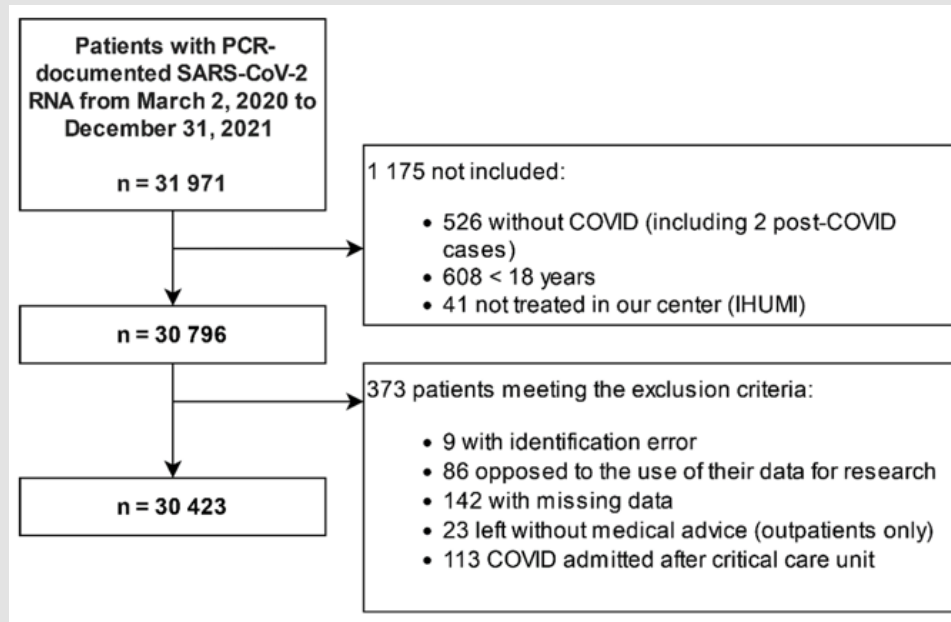 Patients with PCR-
documented SARS-CoV-2
RNA from March 2, 2020 to
December 31, 2021
n = 31 971
1 175 not included:
• 526 without COVID (including 2 post-COVID
cases)
• 608 < 18 years
• 41 not treated in our center (IHUMI)
n = 30 796
373 patients meeting the exclusion criteria:
• 9 with identification error
• 86 opposed to the use of their data for research
• 142 with missing data
• 23 left without medical advice (outpatients only)
• 113 COVID admitted after critical care unit
n = 30 423